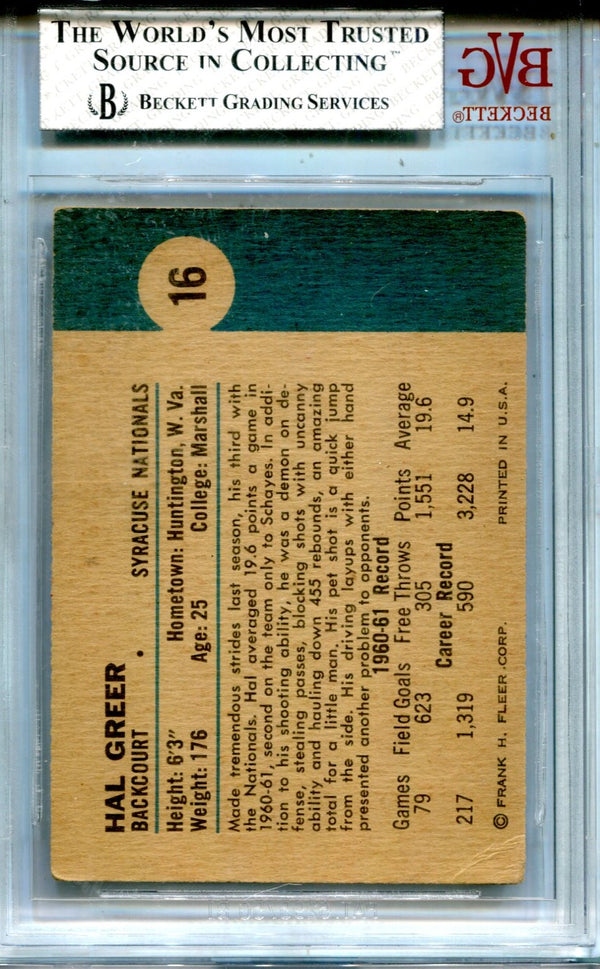 THE WORLD'S MOST TRUSTED
SOURCE IN COLLECTING™
B BECKETT GRADING SERVICES
BVG
BECKETT®
16
HAL GREER
BACKCOURT . SYRACUSE NATIONALS
Height: 6'3" Hometown: Huntington, W. Va.
Weight: 176 Age: 25 College: Marshall
Made tremendous strides last season, his third with
the Nationals. Hal averaged 19.6 points a game in
1960-61, second on the team only to Schayes. In addi-
tion to his shooting ability, he was a demon on de-
fense, stealing passes, blocking shots with uncanny
ability and hauling down 455 rebounds, an amazing
total for a little man. His pet shot is a quick jump
from the side. His driving layups with either hand
presented another problem to opponents.
1960-61 Record
Games Field Goals Free Throws Points Average
79 623 305 1,551 19.6
Career Record
217 1,319 590 3,228 14.9
© FRANK H. FLEER CORP. PRINTED IN U.S.A.